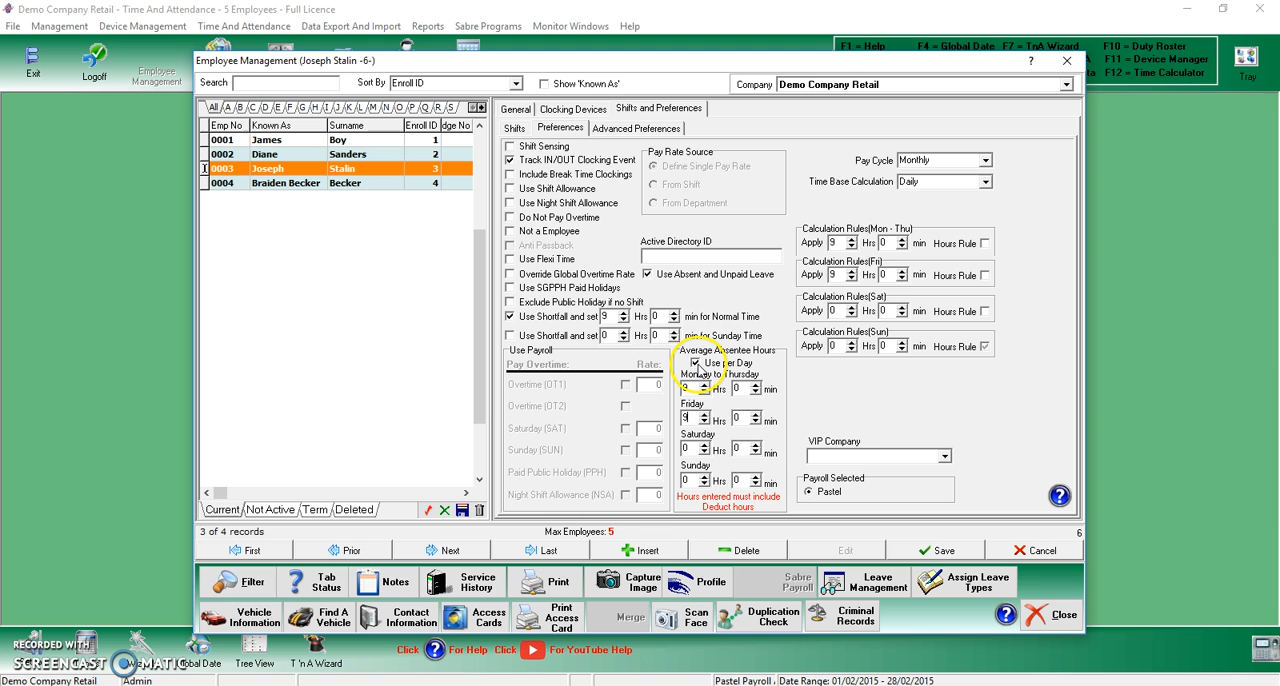 Demo Company Retail - Time And Attendance - 5 Employees - Full Licence
File Management Device Management Time And Attendance Data Export And Import Reports Sabre Programs Monitor Windows Help
Exit
Logoff
Employee Management
F1 = Help F4 = Global Date F7 = TnA Wizard F10 = Duty Roster
F11 = Device Manager
F12 = Time Calculator
Tray
Employee Management (Joseph Stalin -6-)
Search Sort By Enroll ID Show 'Known As' Company Demo Company Retail
All A B C D E F G H I J K L M N O P Q R S
Emp No Known As Surname Enroll ID dge No
0001 James Boy 1
0002 Diane Sanders 2
0003 Joseph Stalin 3
0004 Braiden Becker Becker 4
Current Not Active Term Deleted
General Clocking Devices Shifts and Preferences
Shifts Preferences Advanced Preferences
Shift Sensing
Track IN/OUT Clocking Event
Include Break Time Clockings
Use Shift Allowance
Use Night Shift Allowance
Do Not Pay Overtime
Not a Employee
Anti Passback
Use Flexi Time
Override Global Overtime Rate
Use SGPPH Paid Holidays
Exclude Public Holiday if no Shift
Use Shortfall and set 9 Hrs 0 min for Normal Time
Use Shortfall and set 0 Hrs 0 min for Sunday Time
Pay Rate Source
Define Single Pay Rate
From Shift
From Department
Active Directory ID
Use Absent and Unpaid Leave
Pay Cycle Monthly
Time Base Calculation Daily
Calculation Rules(Mon - Thu)
Apply 9 Hrs 0 min Hours Rule
Calculation Rules(Fri)
Apply 9 Hrs 0 min Hours Rule
Calculation Rules(Sat)
Apply 0 Hrs 0 min Hours Rule
Calculation Rules(Sun)
Apply 0 Hrs 0 min Hours Rule
Use Payroll
Pay Overtime: Rate:
Overtime (OT1) 0
Overtime (OT2)
Saturday (SAT) 0
Sunday (SUN) 0
Paid Public Holiday (PPH) 0
Night Shift Allowance (NSA) 0
Average Absentee Hours
Use per Day
Monday to Thursday
9 Hrs 0 min
Friday
9 Hrs 0 min
Saturday
0 Hrs 0 min
Sunday
0 Hrs 0 min
Hours entered must include
Deduct hours
VIP Company
Payroll Selected
Pastel
3 of 4 records Max Employees: 5 6
First Prior Next Last Insert Delete Edit Save Cancel
Filter Tab Status Notes Service History Print Capture Image Profile Sabre Payroll Leave Management Assign Leave Types
Vehicle Information Find A Vehicle Contact Information Access Cards Print Access Card Merge Scan Face Duplication Check Criminal Records Close
RECORDED WITH
SCREENCAST MATIC
Global Date Tree View T 'n A Wizard
Click For Help Click For YouTube Help
Demo Company Retail Admin Pastel Payroll Date Range: 01/02/2015 - 28/02/2015